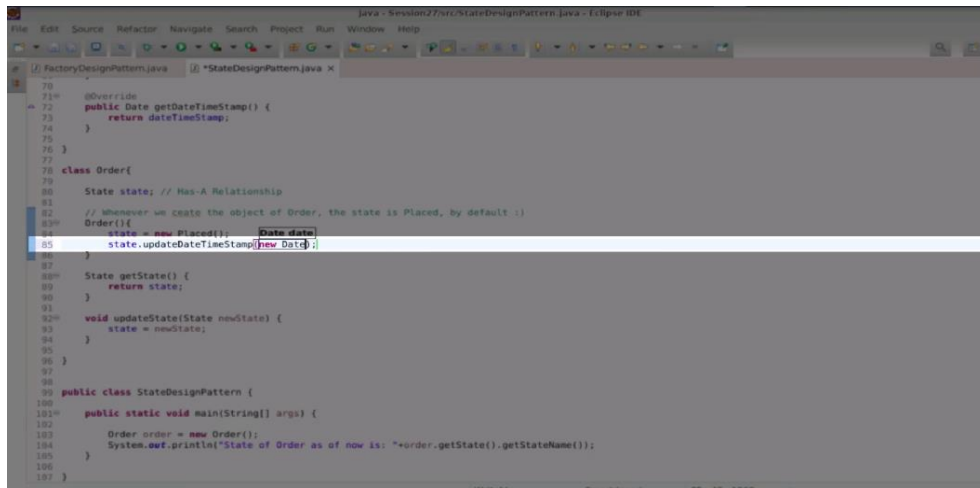 java - Session27/src/StateDesignPattern.java - Eclipse IDE
File Edit Source Refactor Navigate Search Project Run Window Help
FactoryDesignPattern.java *StateDesignPattern.java ×
70
71 @Override
72 public Date getDateTimeStamp() {
73 return dateTimeStamp;
74 }
75
76 }
77
78 class Order{
79
80 State state; // Has-A Relationship
81
82 // Whenever we ceate the object of Order, the state is Placed, by default :)
83 Order(){
84 state = new Placed(); Date date
85 state.updateDateTimeStamp(new Date);
86 }
87
88 State getState() {
89 return state;
90 }
91
92 void updateState(State newState) {
93 state = newState;
94 }
95
96 }
97
98
99 public class StateDesignPattern {
100
101 public static void main(String[] args) {
102
103 Order order = new Order();
104 System.out.println("State of Order as of now is: "+order.getState().getStateName());
105 }
106
107 }